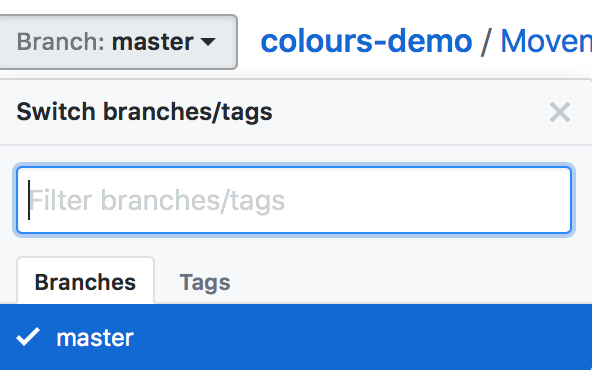 Branch: master colours-demo / Movem
Switch branches/tags
Filter branches/tags
Branches Tags
master